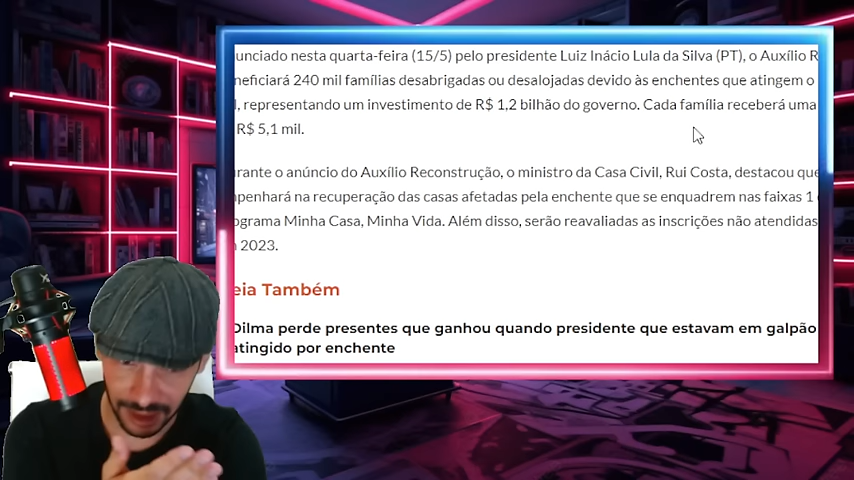 unciado nesta quarta-feira (15/5) pelo presidente Luiz Inácio Lula da Silva (PT), o Auxílio R
neficiará 240 mil famílias desabrigadas ou desalojadas devido às enchentes que atingem o
l, representando um investimento de R$ 1,2 bilhão do governo. Cada família receberá uma
R$ 5,1 mil.
urante o anúncio do Auxílio Reconstrução, o ministro da Casa Civil, Rui Costa, destacou que
mpenhará na recuperação das casas afetadas pela enchente que se enquadrem nas faixas 1
ograma Minha Casa, Minha Vida. Além disso, serão reavaliadas as inscrições não atendidas
2023.
eia Também
Dilma perde presentes que ganhou quando presidente que estavam em galpão
atingido por enchente